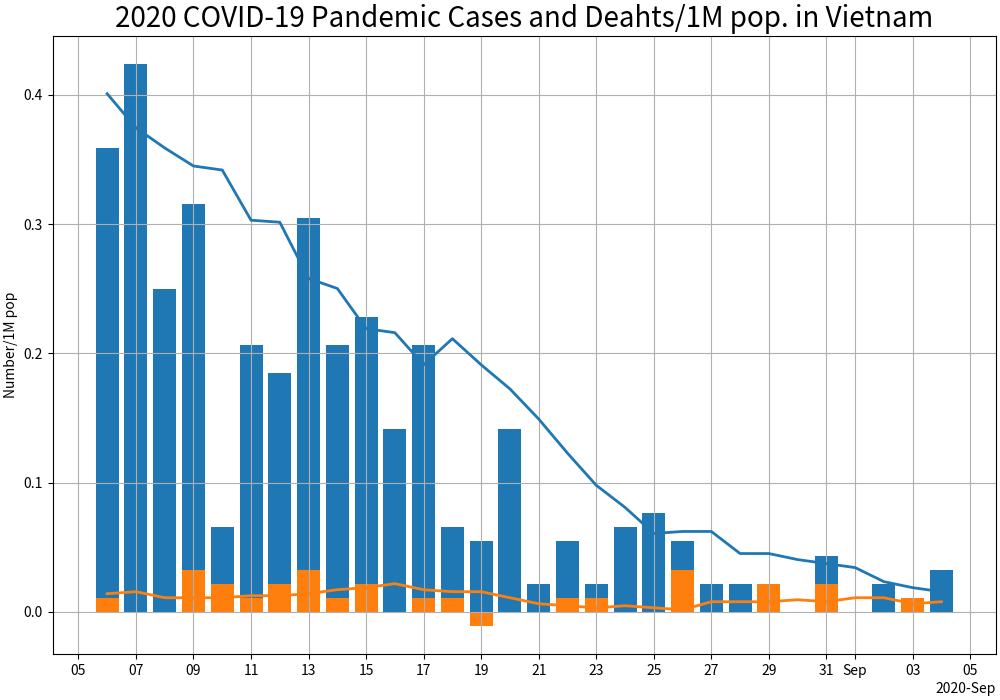 2020 COVID-19 Pandemic Cases and Deahts/1M pop. in Vietnam
Number/1M pop
0.4
0.3
0.2
0.1
0.0
05 07 09 11 13 15 17 19 21 23 25 27 29 31 Sep 03 05
2020-Sep